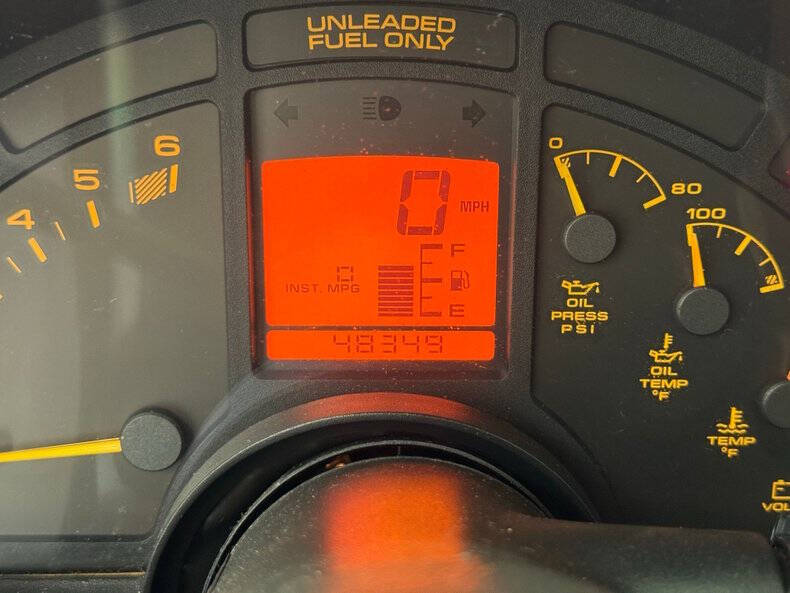 UNLEADED
FUEL ONLY
6
5
4
0
80
100
0 MPH
F
0
INST. MPG
E
48349
OIL
PRESS
PSI
OIL
TEMP
°F
TEMP
°F